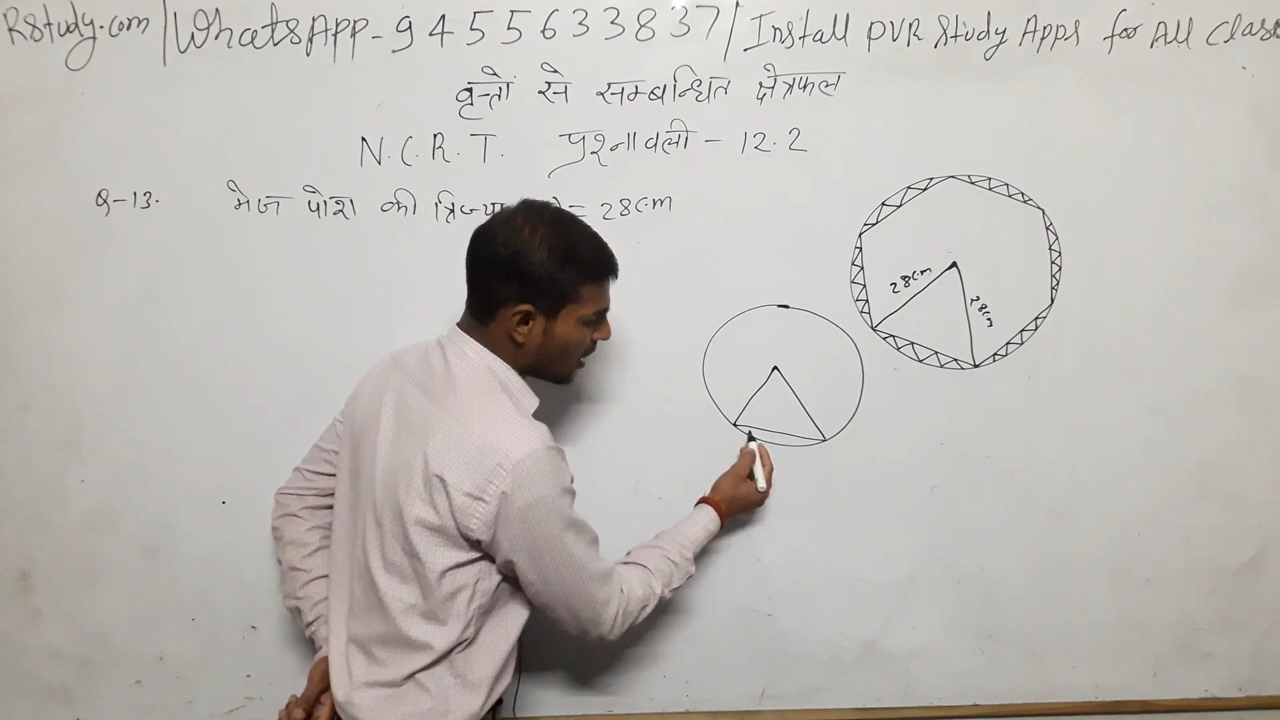 RStudy.com | WhatsApp - 9455633837 / Install PVR Study Apps for All Class
वृत्तों से सम्बन्धित क्षेत्रफल
N.C.R.T. प्रश्नावली - 12.2
Q-13. मेज पोश की = 28cm
28cm
28cm